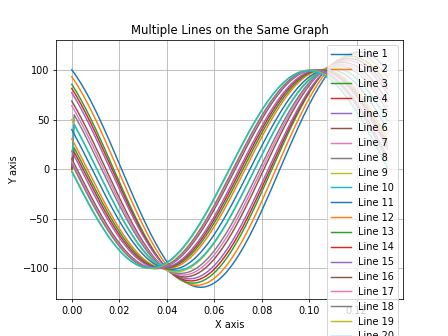 Multiple Lines on the Same Graph
Y axis
100
50
0
−50
−100
0.00
0.02
0.04
0.06
0.08
0.10
X axis
Line 1
Line 2
Line 3
Line 4
Line 5
Line 6
Line 7
Line 8
Line 9
Line 10
Line 11
Line 12
Line 13
Line 14
Line 15
Line 16
Line 17
Line 18
Line 19
Line 20